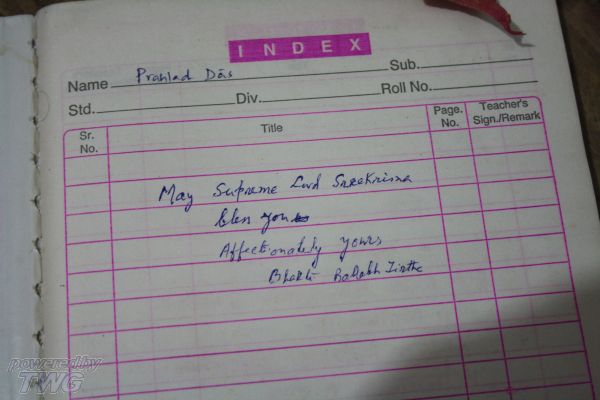 INDEX
Name Prahlad Dās Sub.
Std. Div. Roll No.
Sr. No. Title Page. No. Teacher's Sign./Remark
May Supreme Lord Sreekrisna
bless you
Affectionately yours
Bhakti Ballabh Tirtha
powered by
TWG